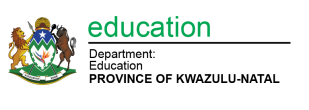 education
Department:
Education
PROVINCE OF KWAZULU-NATAL